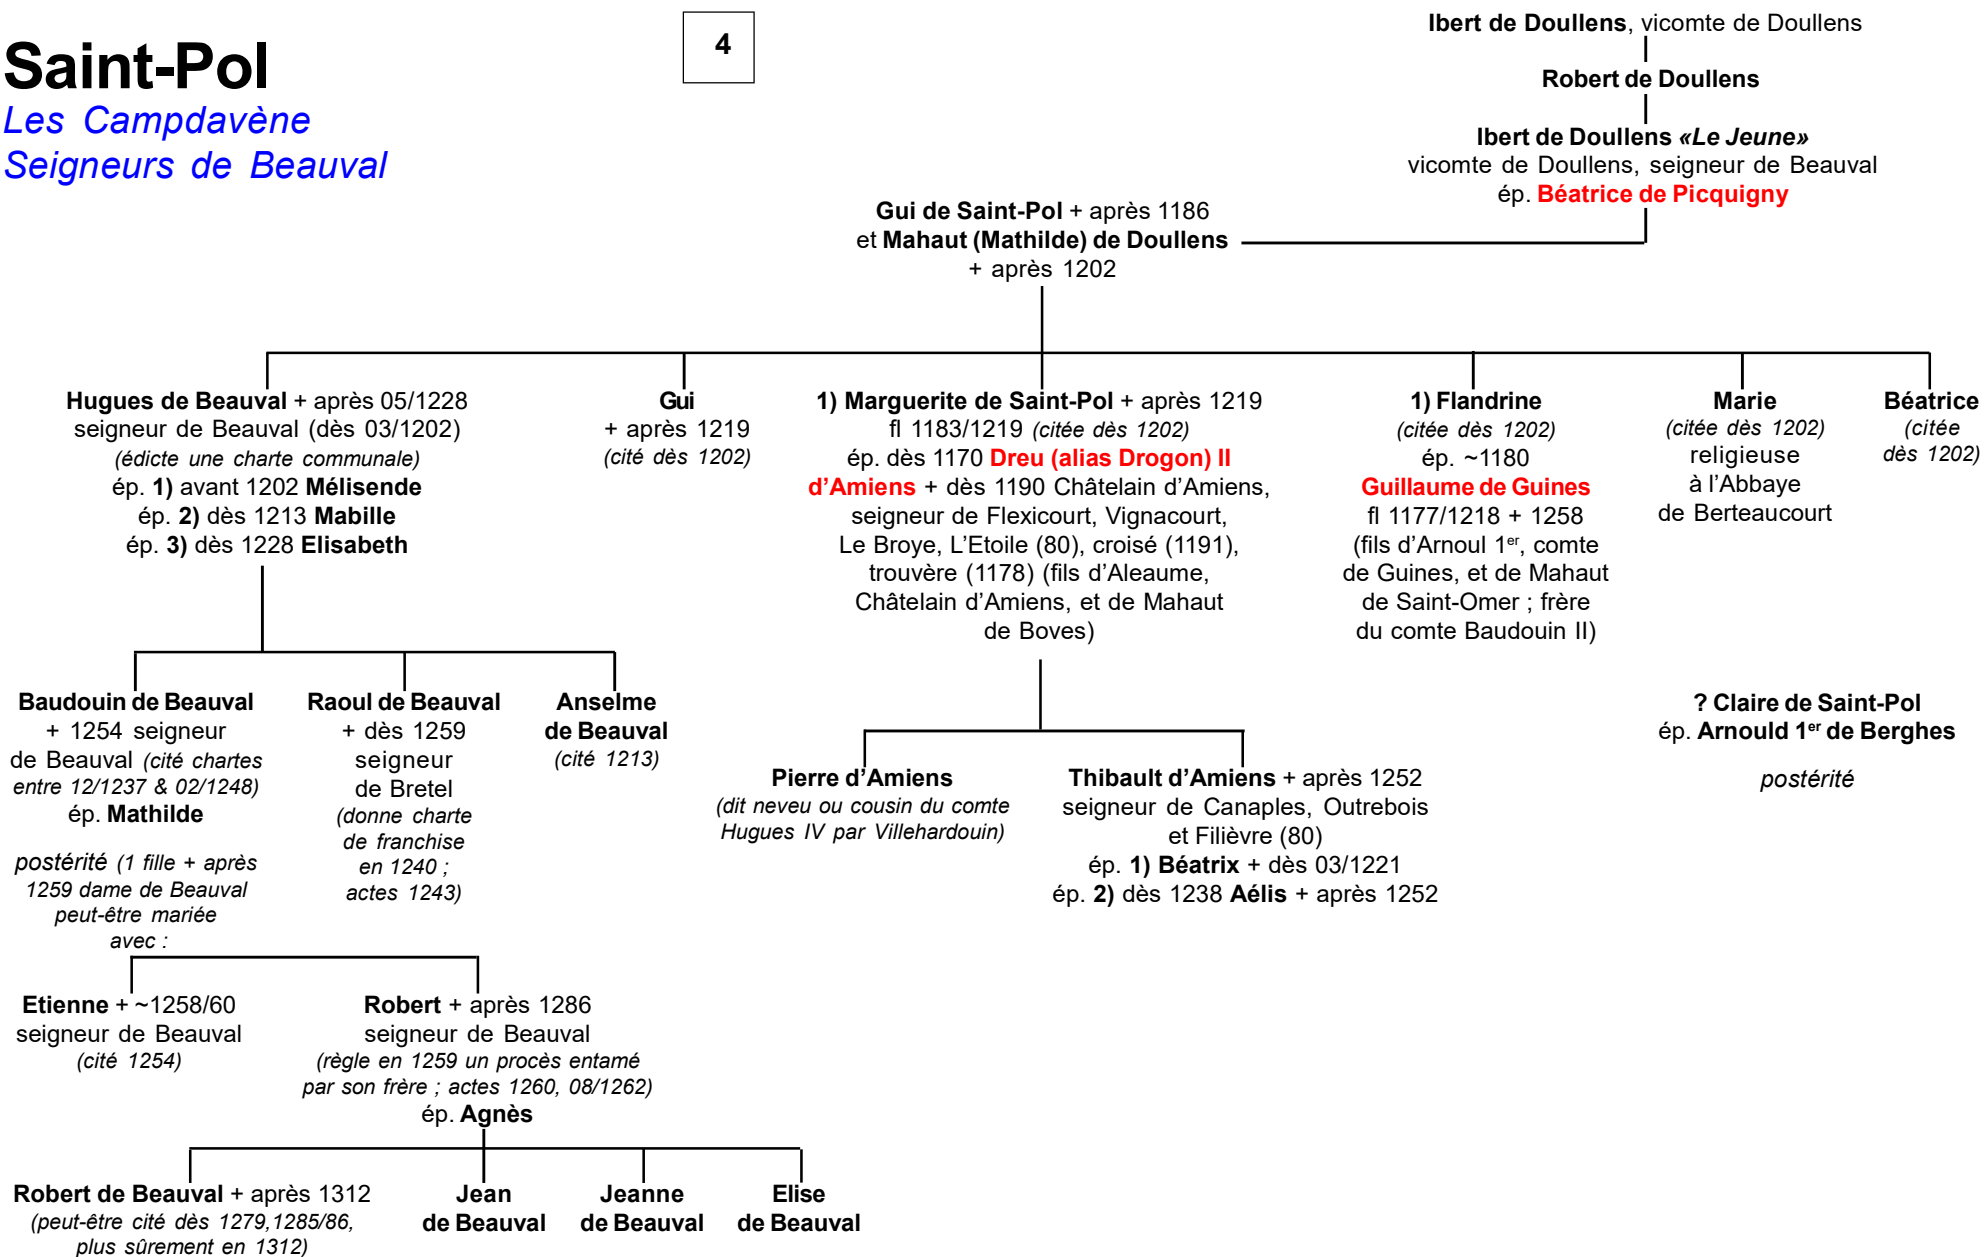 Saint-Pol
Les Campdavène
Seigneurs de Beauval
4
Ibert de Doullens, vicomte de Doullens
Robert de Doullens
Ibert de Doullens «Le Jeune»
vicomte de Doullens, seigneur de Beauval
ép. Béatrice de Picquigny
Gui de Saint-Pol + après 1186
et Mahaut (Mathilde) de Doullens
+ après 1202
Hugues de Beauval + après 05/1228
seigneur de Beauval (dès 03/1202)
(édicte une charte communale)
ép. 1) avant 1202 Mélisende
ép. 2) dès 1213 Mabille
ép. 3) dès 1228 Elisabeth
Gui
+ après 1219
(cité dès 1202)
1) Marguerite de Saint-Pol + après 1219
fl 1183/1219 (citée dès 1202)
ép. dès 1170 Dreu (alias Drogon) II
d'Amiens + dès 1190 Châtelain d'Amiens,
seigneur de Flexicourt, Vignacourt,
Le Broye, L'Etoile (80), croisé (1191),
trouvère (1178) (fils d'Aleaume,
Châtelain d'Amiens, et de Mahaut
de Boves)
1) Flandrine
(citée dès 1202)
ép. ~1180
Guillaume de Guines
fl 1177/1218 + 1258
(fils d'Arnoul 1er, comte
de Guines, et de Mahaut
de Saint-Omer ; frère
du comte Baudouin II)
Marie
(citée dès 1202)
religieuse
à l'Abbaye
de Berteaucourt
Béatrice
(citée
dès 1202)
Baudouin de Beauval
+ 1254 seigneur
de Beauval (cité chartes
entre 12/1237 & 02/1248)
ép. Mathilde
postérité (1 fille + après
1259 dame de Beauval
peut-être mariée
avec :
Raoul de Beauval
+ dès 1259
seigneur
de Bretel
(donne charte
de franchise
en 1240 ;
actes 1243)
Anselme
de Beauval
(cité 1213)
Pierre d'Amiens
(dit neveu ou cousin du comte
Hugues IV par Villehardouin)
Thibault d'Amiens + après 1252
seigneur de Canaples, Outrebois
et Filièvre (80)
ép. 1) Béatrix + dès 03/1221
ép. 2) dès 1238 Aélis + après 1252
? Claire de Saint-Pol
ép. Arnould 1er de Berghes
postérité
Etienne + ~1258/60
seigneur de Beauval
(cité 1254)
Robert + après 1286
seigneur de Beauval
(règle en 1259 un procès entamé
par son frère ; actes 1260, 08/1262)
ép. Agnès
Robert de Beauval + après 1312
(peut-être cité dès 1279,1285/86,
plus sûrement en 1312)
Jean
de Beauval
Jeanne
de Beauval
Elise
de Beauval